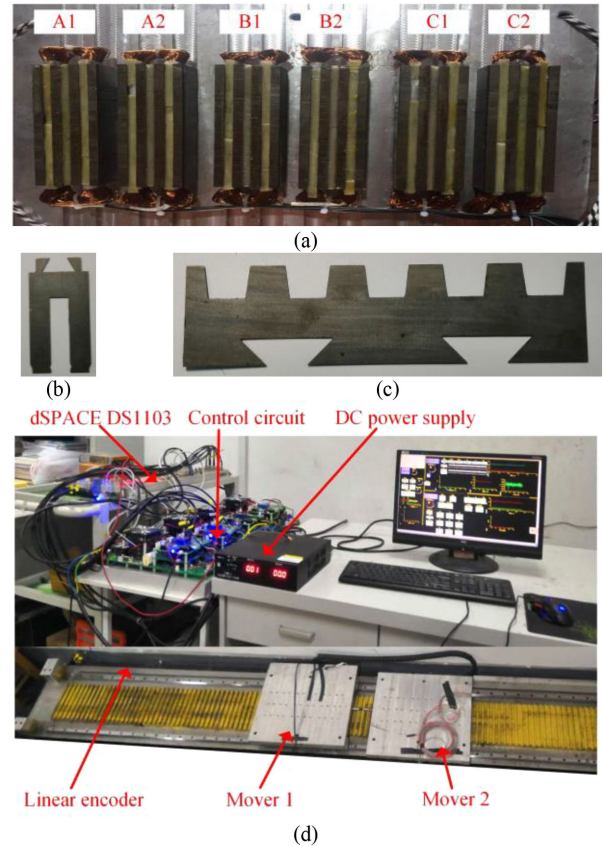 A1 A2 B1 B2 C1 C2
(a)
(b) (c)
dSPACE DS1103 Control circuit DC power supply
Linear encoder Mover 1 Mover 2
(d)